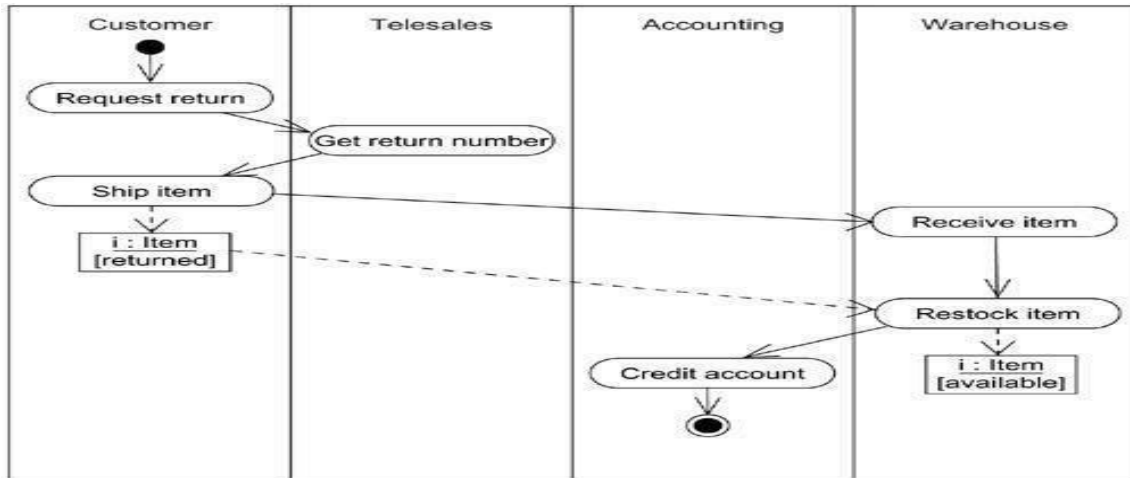 Customer
Telesales
Accounting
Warehouse
Request return
Get return number
Ship item
Receive item
i : Item
[returned]
Restock item
Credit account
i : Item
[available]